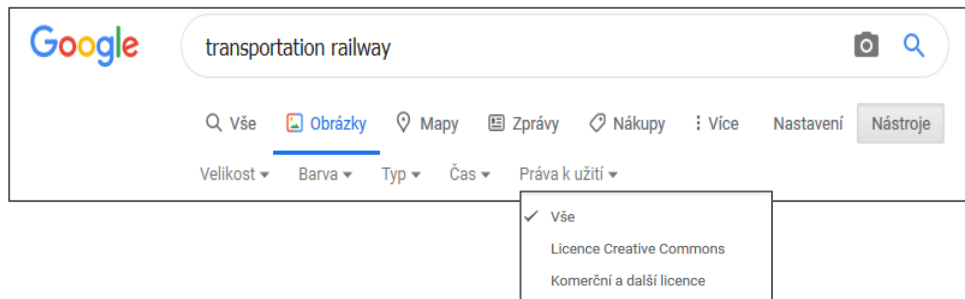 Google
transportation railway
Vše Obrázky Mapy Zprávy Nákupy Více Nastavení Nástroje
Velikost Barva Typ Čas Práva k užití
Vše
Licence Creative Commons
Komerční a další licence